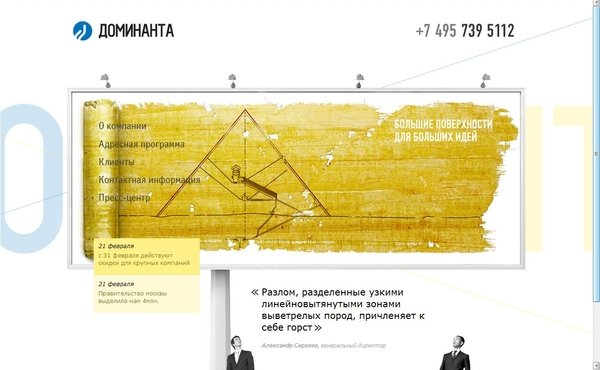 ДОМИНАНТА
+7 495 739 5112
О компании
Адресная программа
Клиенты
Контактная информация
Пресс-центр
БОЛЬШИЕ ПОВЕРХНОСТИ
ДЛЯ БОЛЬШИХ ИДЕЙ
21 февраля
с 31 февраля действуют
скидки для крупных компаний
21 февраля
Правительство москвы
выделило нам 4млн.
« Разлом, разделенные узкими
линейновытянутыми зонами
выветрелых пород, причленяет к
себе горст »
Александр Сергеев, генеральный директор